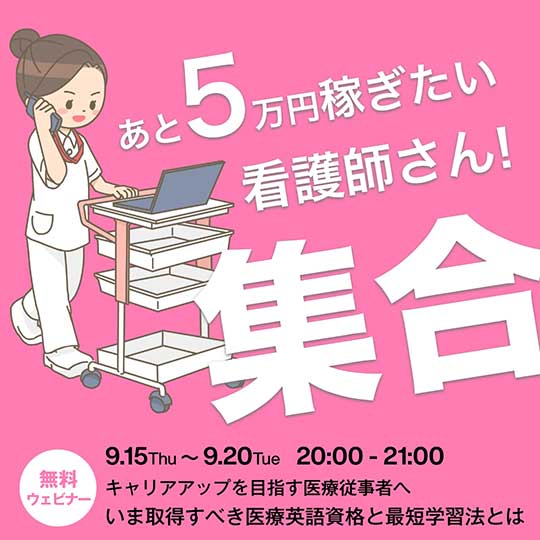 あと5万円稼ぎたい
看護師さん!
集合
無料
ウェビナー
9.15Thu ～ 9.20Tue 20:00 - 21:00
キャリアアップを目指す医療従事者へ
いま取得すべき医療英語資格と最短学習法とは